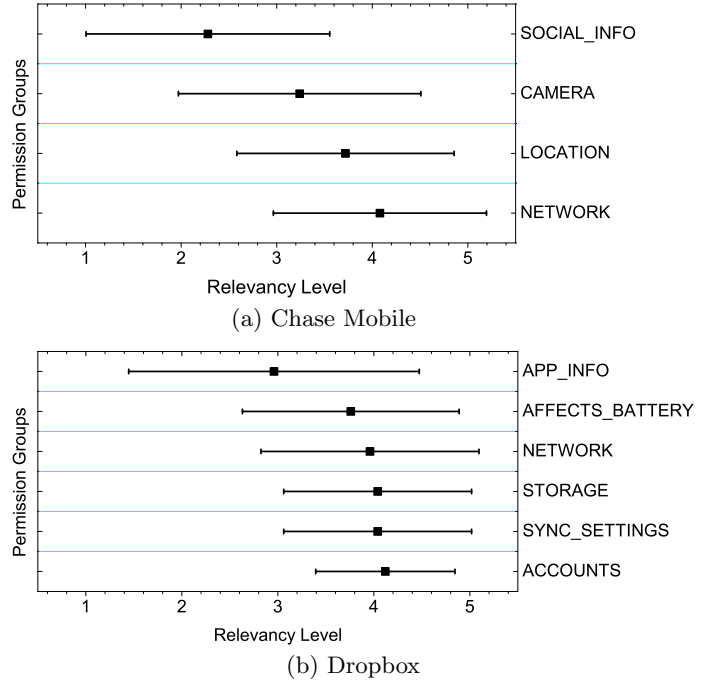 Permission Groups
SOCIAL_INFO
CAMERA
LOCATION
NETWORK
1 2 3 4 5
Relevancy Level
(a) Chase Mobile
Permission Groups
APP_INFO
AFFECTS_BATTERY
NETWORK
STORAGE
SYNC_SETTINGS
ACCOUNTS
1 2 3 4 5
Relevancy Level
(b) Dropbox